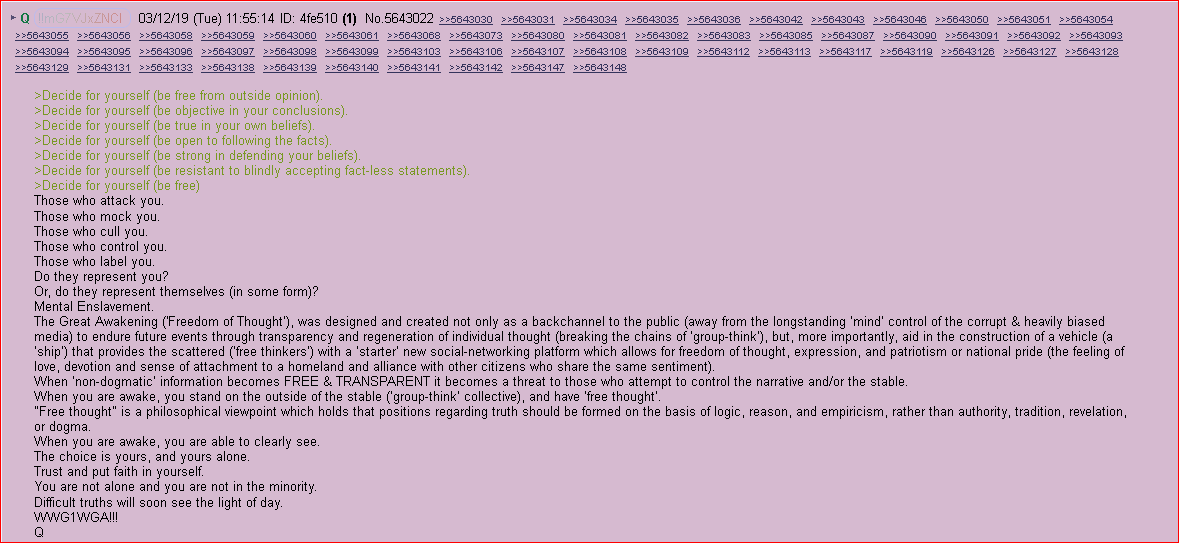 Q 03/12/19 (Tue) 11:55:14 ID: 4fe510 (1) No.5643022 >>5643030 >>5643031 >>5643034 >>5643035 >>5643036 >>5643042 >>5643043 >>5643046 >>5643050 >>5643051 >>5643054
>>5643055 >>5643056 >>5643058 >>5643059 >>5643060 >>5643061 >>5643068 >>5643073 >>5643080 >>5643081 >>5643082 >>5643083 >>5643085 >>5643087 >>5643090 >>5643091 >>5643092 >>5643093
>>5643094 >>5643095 >>5643096 >>5643097 >>5643098 >>5643099 >>5643103 >>5643106 >>5643107 >>5643108 >>5643109 >>5643112 >>5643113 >>5643117 >>5643119 >>5643126 >>5643127 >>5643128
>>5643129 >>5643131 >>5643133 >>5643138 >>5643139 >>5643140 >>5643141 >>5643142 >>5643147 >>5643148
>Decide for yourself (be free from outside opinion).
>Decide for yourself (be objective in your conclusions).
>Decide for yourself (be true in your own beliefs).
>Decide for yourself (be open to following the facts).
>Decide for yourself (be strong in defending your beliefs).
>Decide for yourself (be resistant to blindly accepting fact-less statements).
>Decide for yourself (be free)
Those who attack you.
Those who mock you.
Those who cull you.
Those who control you.
Those who label you.
Do they represent you?
Or, do they represent themselves (in some form)?
Mental Enslavement.
The Great Awakening ('Freedom of Thought'), was designed and created not only as a backchannel to the public (away from the longstanding 'mind' control of the corrupt & heavily biased
media) to endure future events through transparency and regeneration of individual thought (breaking the chains of 'group-think'), but, more importantly, aid in the construction of a vehicle (a
'ship') that provides the scattered ('free thinkers') with a 'starter' new social-networking platform which allows for freedom of thought, expression, and patriotism or national pride (the feeling of
love, devotion and sense of attachment to a homeland and alliance with other citizens who share the same sentiment).
When 'non-dogmatic' information becomes FREE & TRANSPARENT it becomes a threat to those who attempt to control the narrative and/or the stable.
When you are awake, you stand on the outside of the stable ('group-think' collective), and have 'free thought'.
"Free thought" is a philosophical viewpoint which holds that positions regarding truth should be formed on the basis of logic, reason, and empiricism, rather than authority, tradition, revelation,
or dogma.
When you are awake, you are able to clearly see.
The choice is yours, and yours alone.
Trust and put faith in yourself.
You are not alone and you are not in the minority.
Difficult truths will soon see the light of day.
WWG1WGA!!!
Q